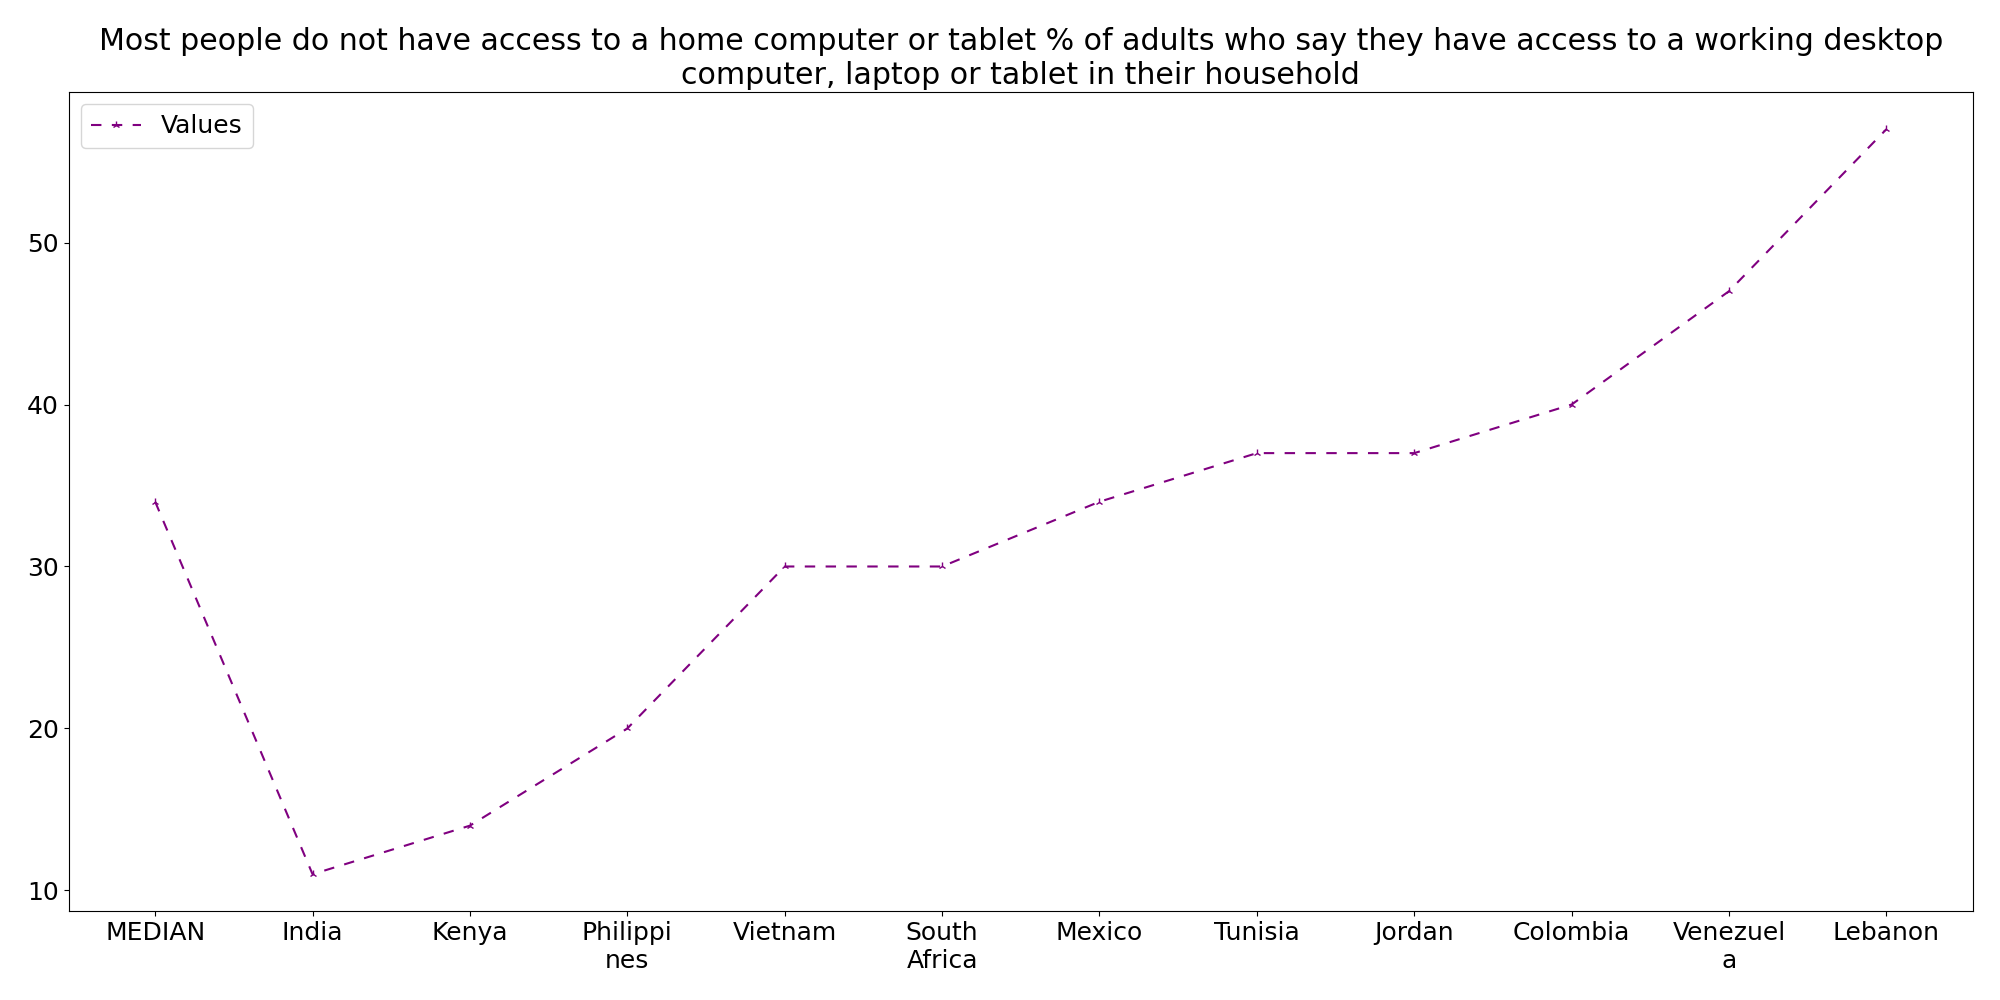 Most people do not have access to a home computer or tablet % of adults who say they have access to a working desktop
computer, laptop or tablet in their household
Values
50
40
30
20
10
MEDIAN
India
Kenya
Philippi
nes
Vietnam
South
Africa
Mexico
Tunisia
Jordan
Colombia
Venezuel
a
Lebanon